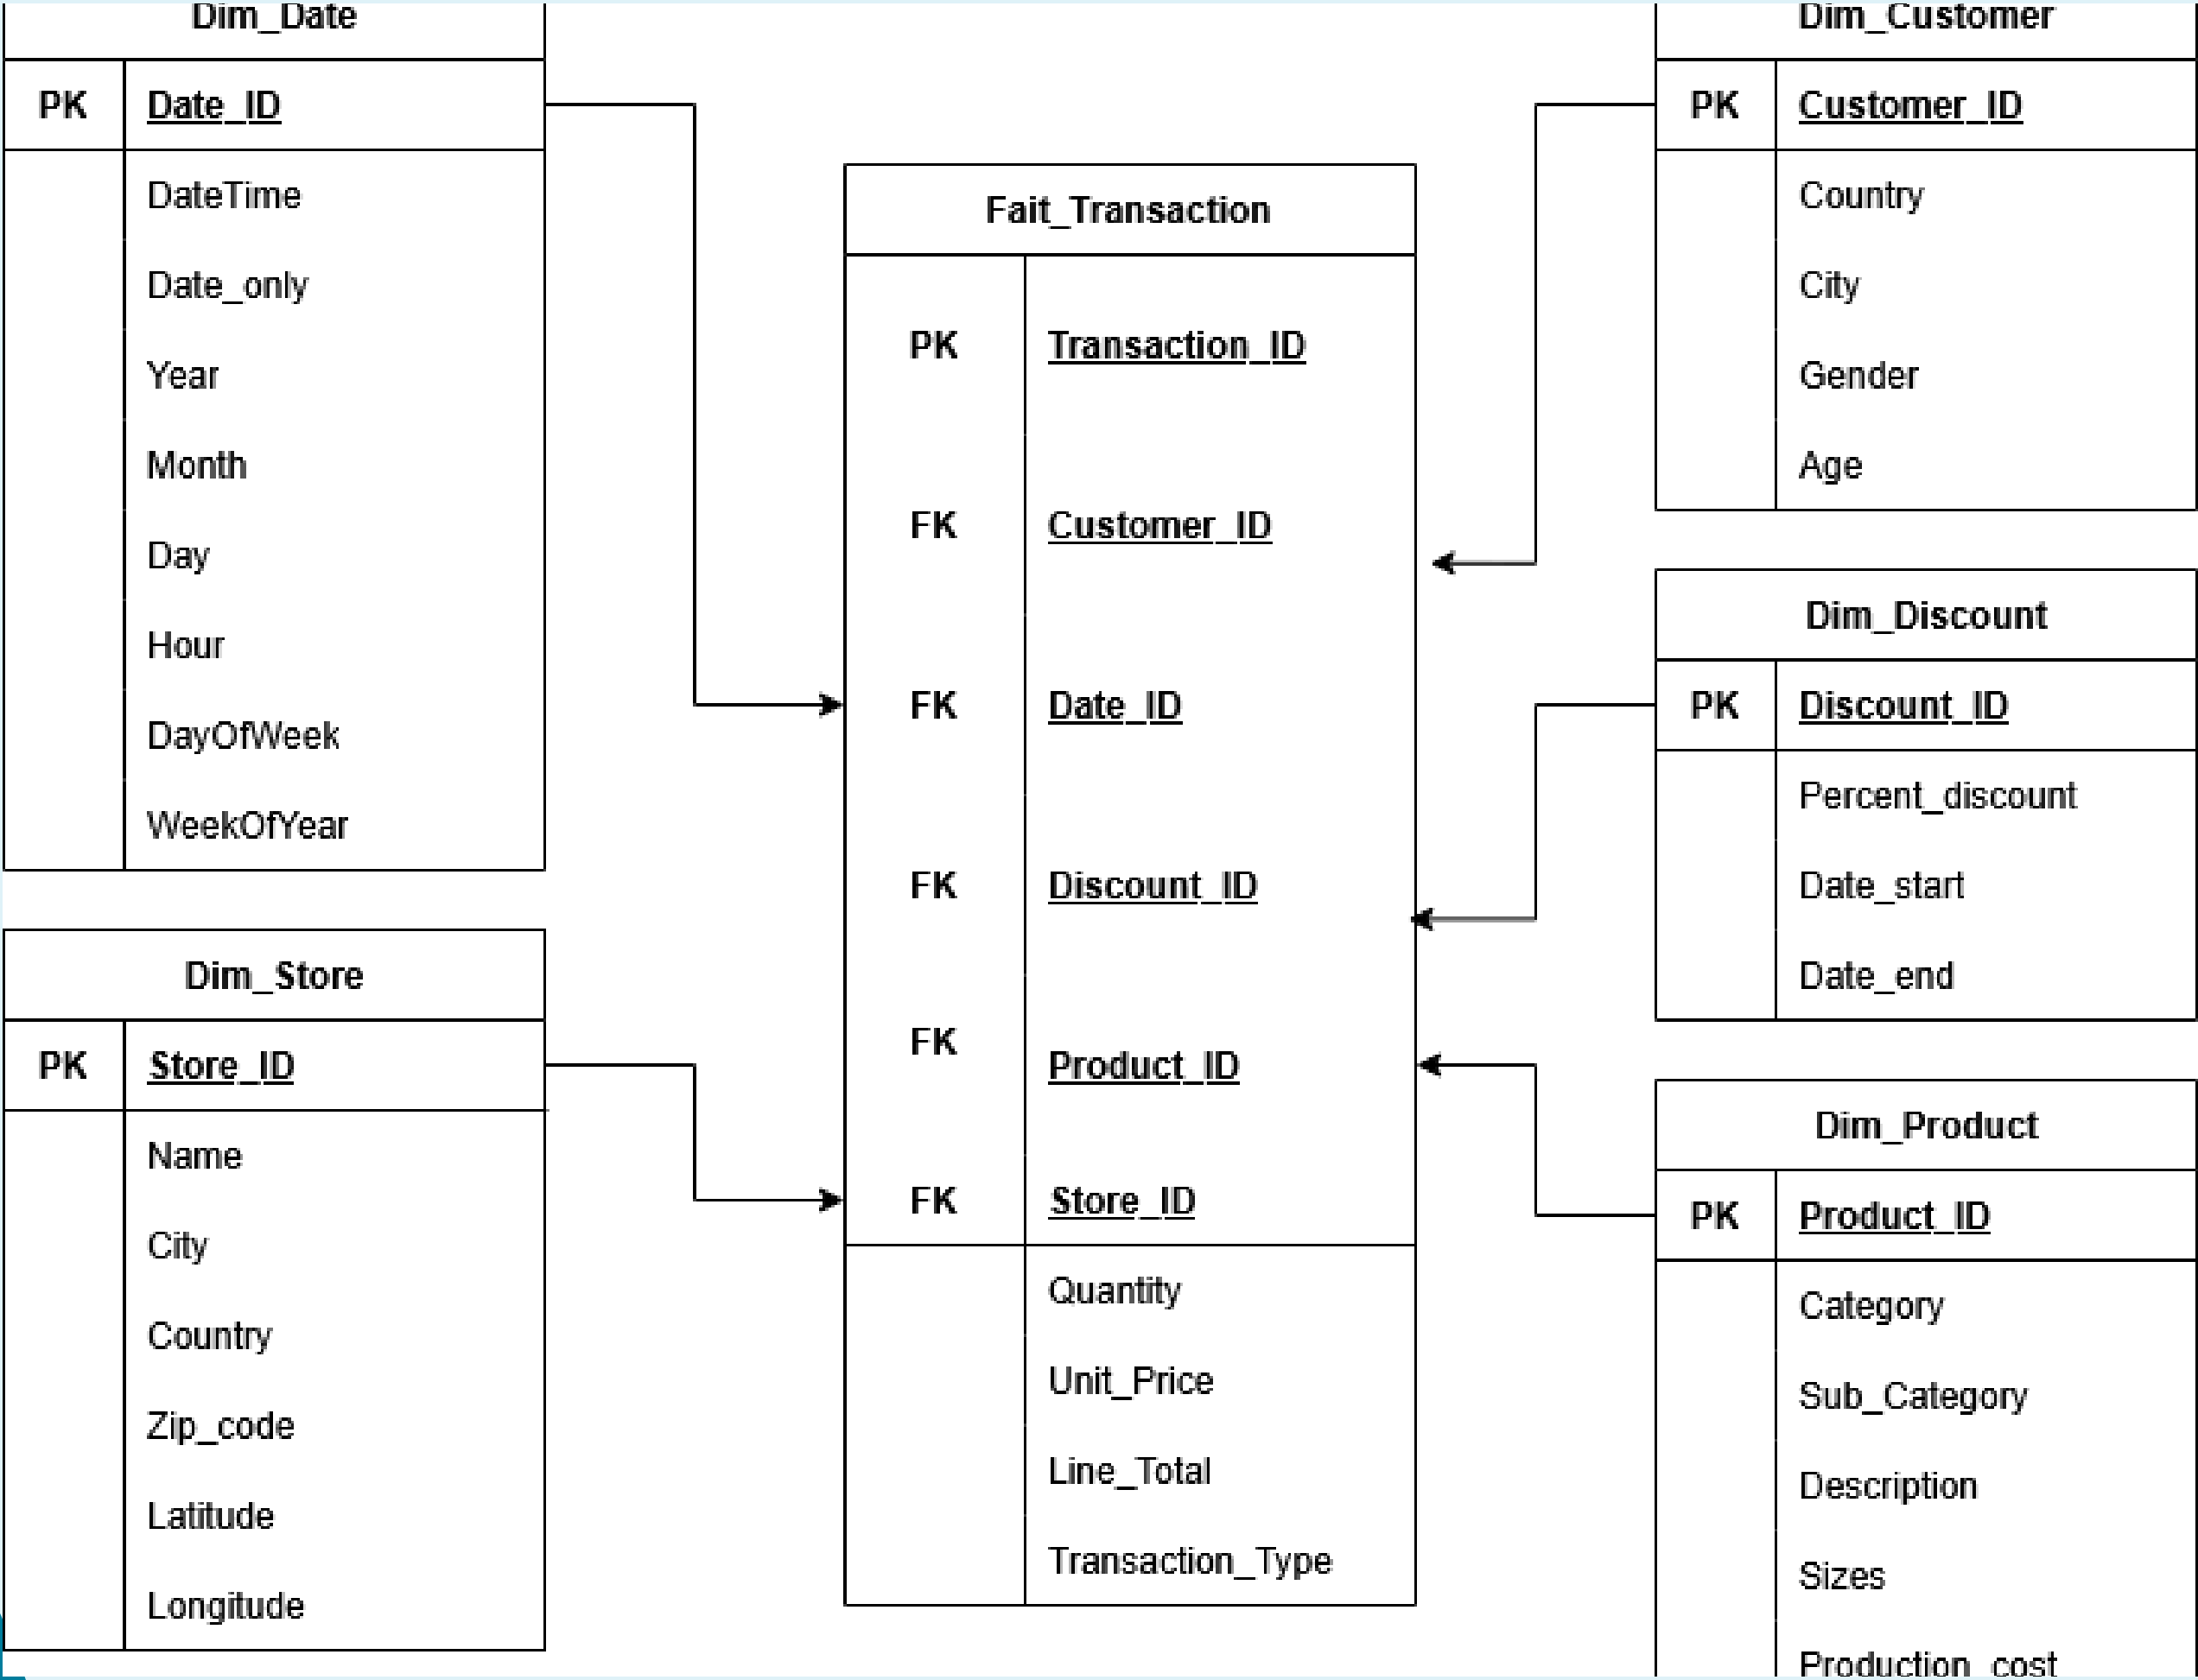 Dim_Date
PK Date_ID
DateTime
Date_only
Year
Month
Day
Hour
DayOfWeek
WeekOfYear
Dim_Store
PK Store_ID
Name
City
Country
Zip_code
Latitude
Longitude
Fait_Transaction
PK Transaction_ID
FK Customer_ID
FK Date_ID
FK Discount_ID
FK Product_ID
FK Store_ID
Quantity
Unit_Price
Line_Total
Transaction_Type
Dim_Customer
PK Customer_ID
Country
City
Gender
Age
Dim_Discount
PK Discount_ID
Percent_discount
Date_start
Date_end
Dim_Product
PK Product_ID
Category
Sub_Category
Description
Sizes
Production_cost